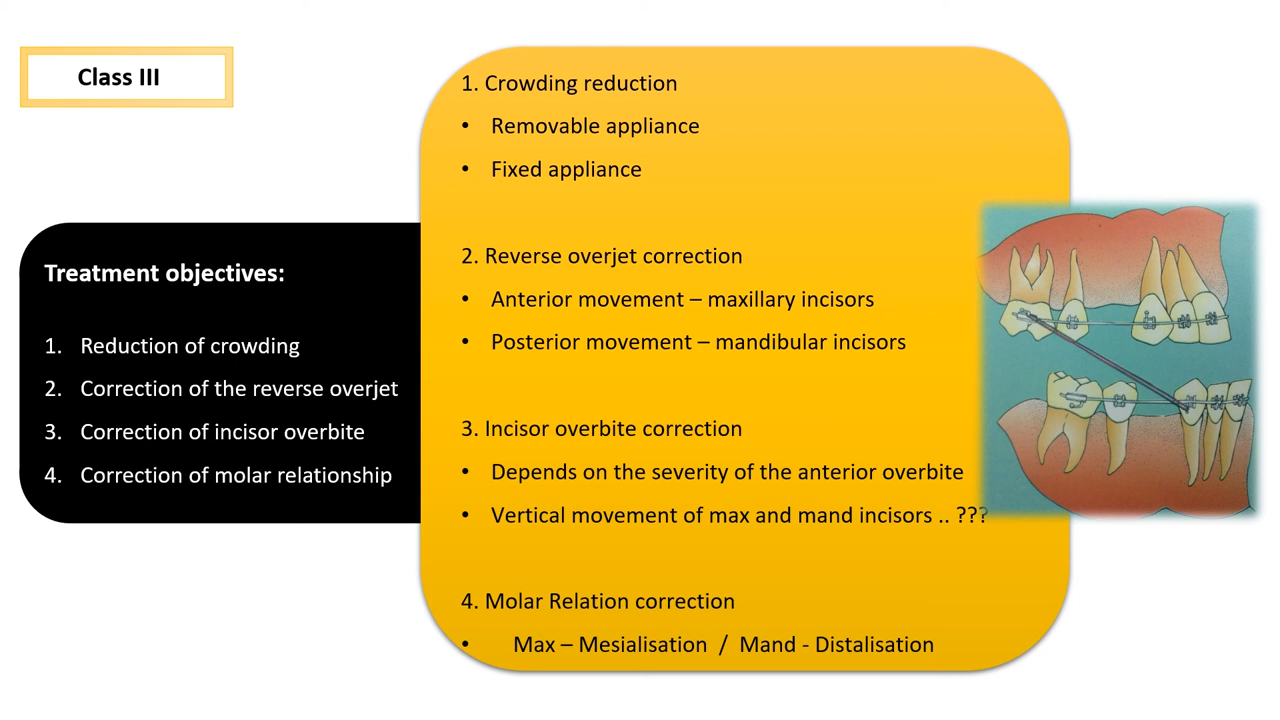 Class III
Treatment objectives:
1. Reduction of crowding
2. Correction of the reverse overjet
3. Correction of incisor overbite
4. Correction of molar relationship
1. Crowding reduction
• Removable appliance
• Fixed appliance
2. Reverse overjet correction
• Anterior movement – maxillary incisors
• Posterior movement – mandibular incisors
3. Incisor overbite correction
• Depends on the severity of the anterior overbite
• Vertical movement of max and mand incisors .. ???
4. Molar Relation correction
• Max – Mesialisation / Mand - Distalisation